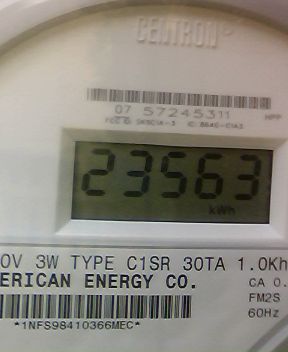 CENTRON
07 57245311 HPP
23563
kWh
0V 3W TYPE C1SR 30TA 1.0Kh
ERICAN ENERGY CO.
CA 0.
FM2S
60Hz
*1NFS98410366MEC*